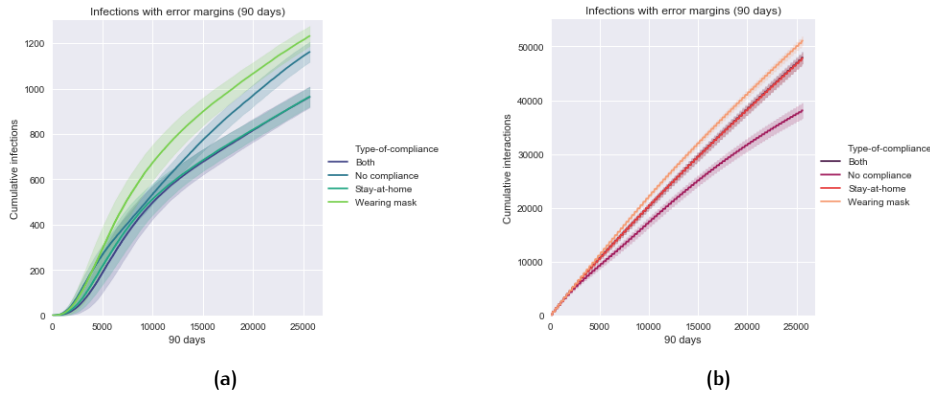 Infections with error margins (90 days)
1200
1000
800
600
400
200
0
Cumulative infections
0 5000 10000 15000 20000 25000
90 days
Type-of-compliance
Both
No compliance
Stay-at-home
Wearing mask
(a)
Infections with error margins (90 days)
50000
40000
30000
20000
10000
0
Cumulative interactions
0 5000 10000 15000 20000 25000
90 days
Type-of-compliance
Both
No compliance
Stay-at-home
Wearing mask
(b)